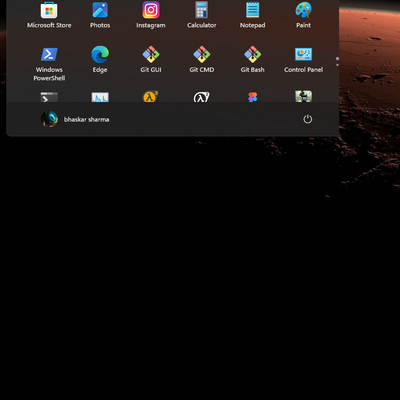 Microsoft Store Photos Instagram Calculator Notepad Paint
Windows PowerShell Edge Git GUI Git CMD Git Bash Control Panel
bhaskar sharma